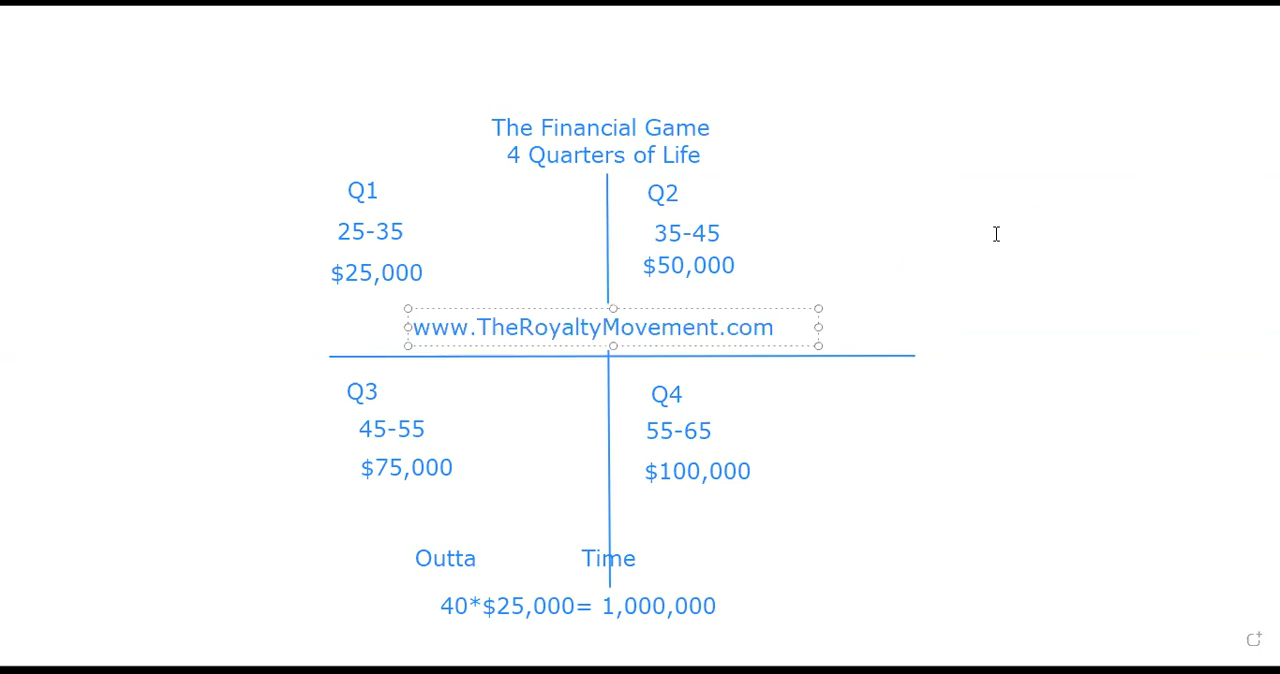 The Financial Game
4 Quarters of Life
Q1
25-35
$25,000
Q2
35-45
$50,000
www.TheRoyaltyMovement.com
Q3
45-55
$75,000
Q4
55-65
$100,000
Outta Time
40*$25,000= 1,000,000